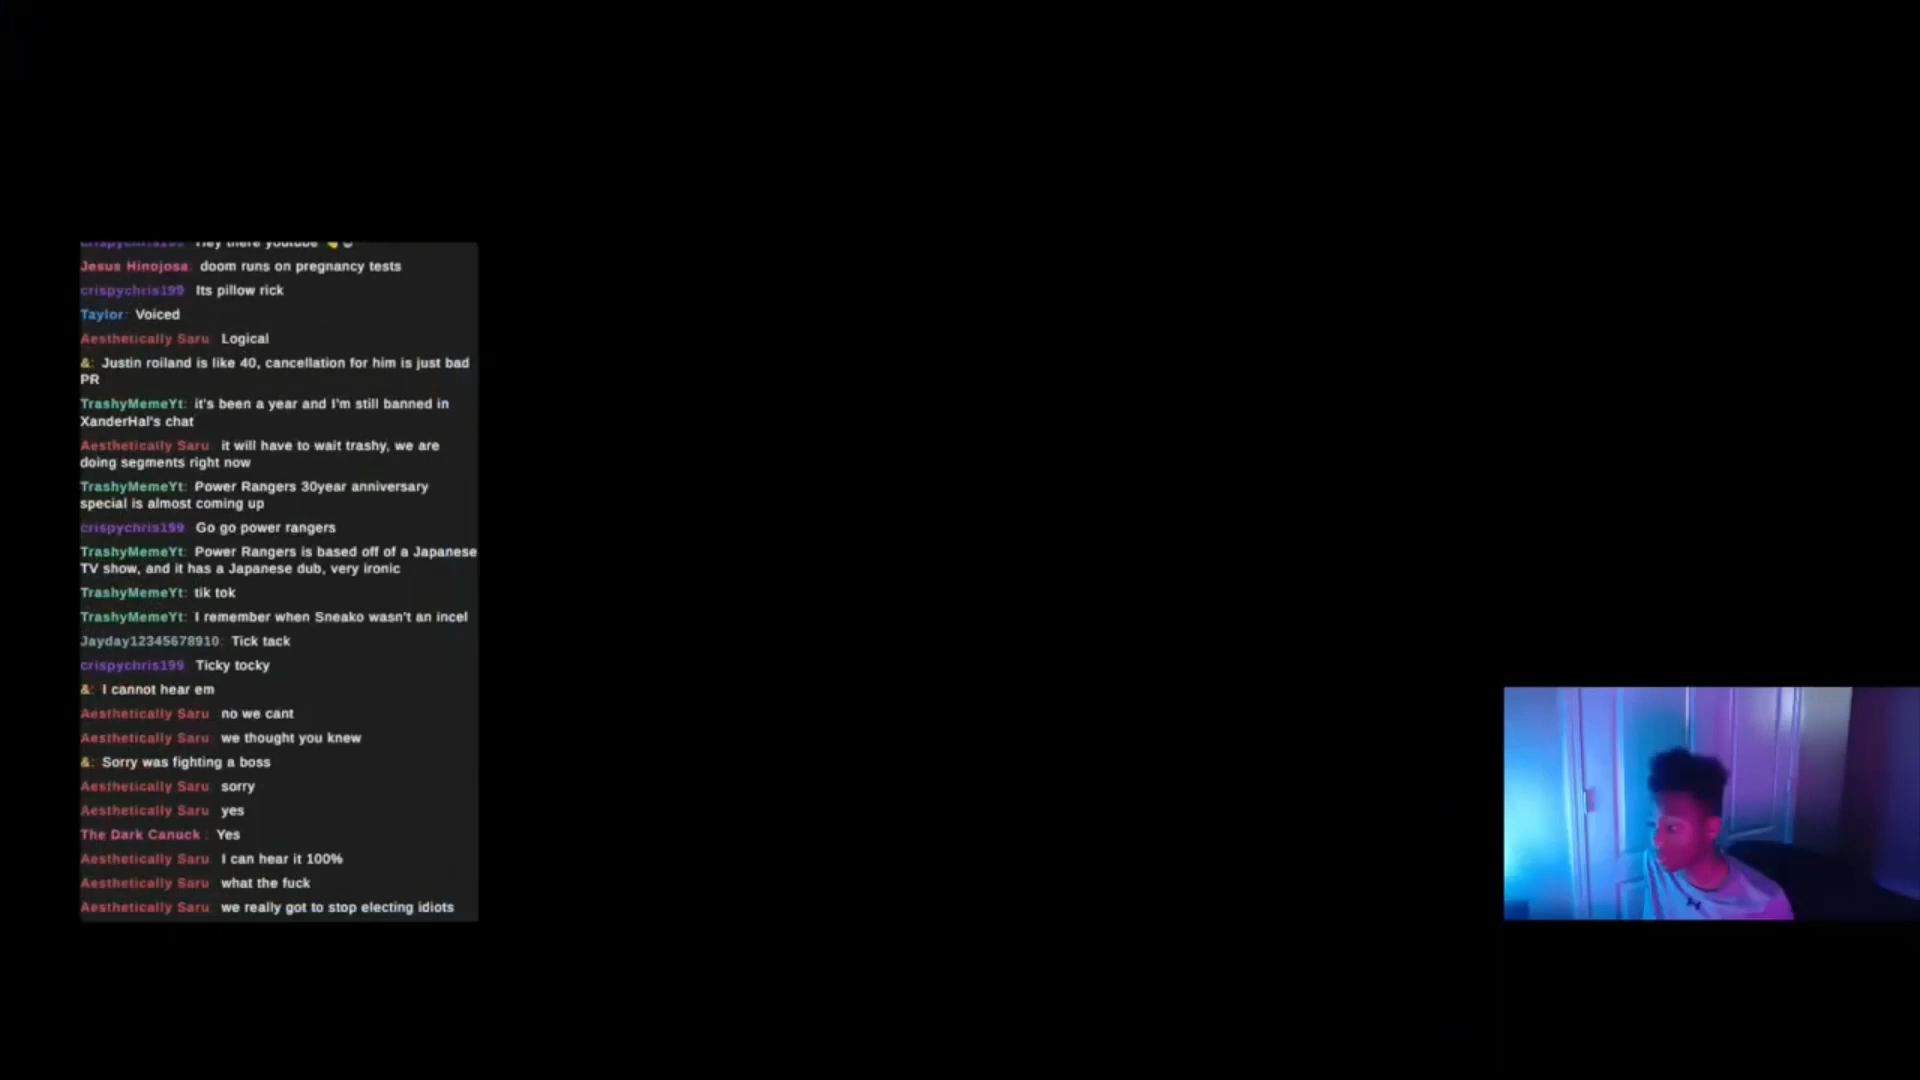 crispychris199 Hey there youtube
Jesus Hinojosa: doom runs on pregnancy tests
crispychris199 Its pillow rick
Taylor: Voiced
Aesthetically Saru Logical
&: Justin roiland is like 40, cancellation for him is just bad
PR
TrashyMemeYt: it's been a year and I'm still banned in
XanderHal's chat
Aesthetically Saru it will have to wait trashy, we are
doing segments right now
TrashyMemeYt: Power Rangers 30year anniversary
special is almost coming up
crispychris199 Go go power rangers
TrashyMemeYt: Power Rangers is based off of a Japanese
TV show, and it has a Japanese dub, very ironic
TrashyMemeYt: tik tok
TrashyMemeYt: I remember when Sneako wasn't an incel
Jayday12345678910: Tick tack
crispychris199 Ticky tocky
&: I cannot hear em
Aesthetically Saru no we cant
Aesthetically Saru we thought you knew
&: Sorry was fighting a boss
Aesthetically Saru sorry
Aesthetically Saru yes
The Dark Canuck : Yes
Aesthetically Saru I can hear it 100%
Aesthetically Saru what the fuck
Aesthetically Saru we really got to stop electing idiots